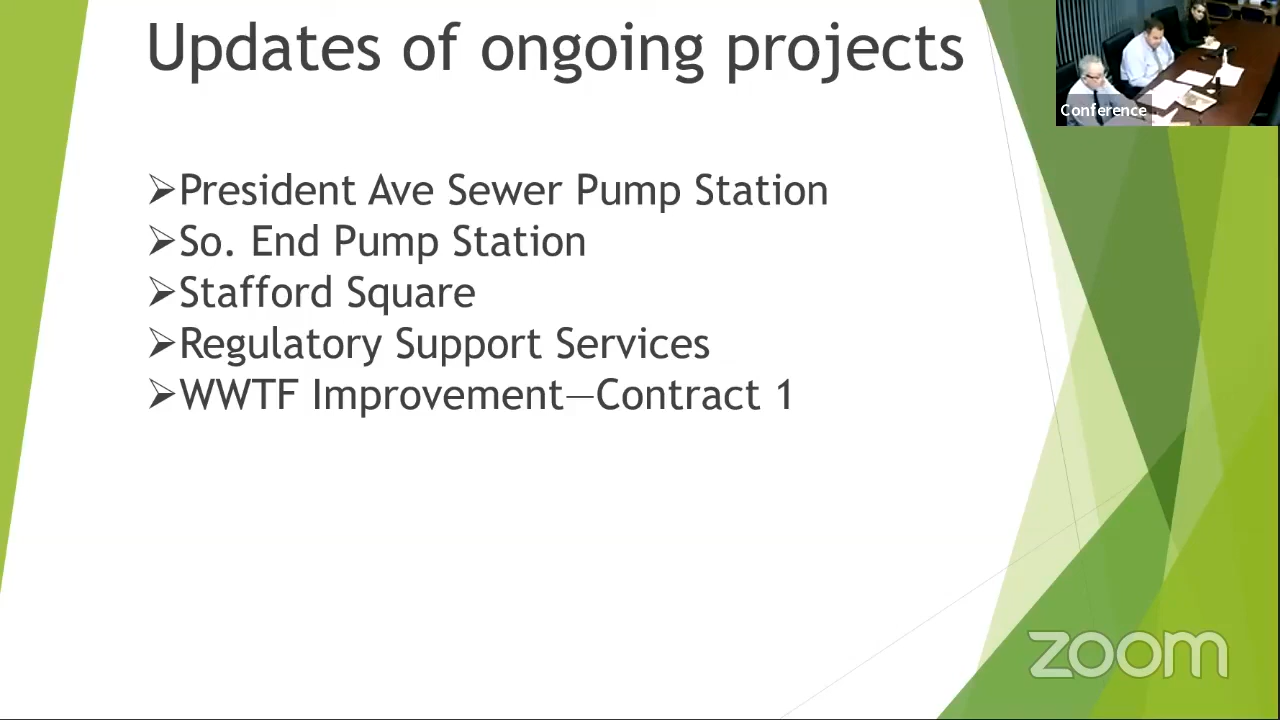 Updates of ongoing projects
Conference
➢President Ave Sewer Pump Station
➢So. End Pump Station
➢Stafford Square
➢Regulatory Support Services
➢WWTF Improvement—Contract 1
zoom